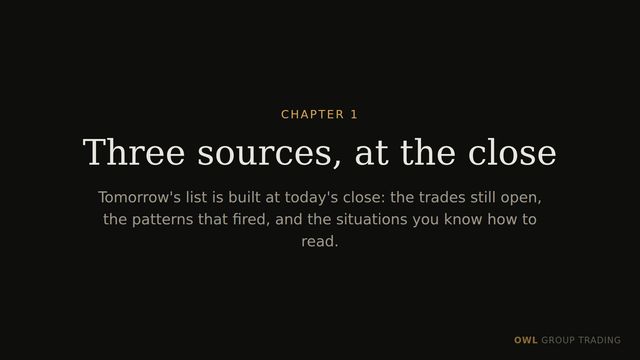 CHAPTER 1
Three sources, at the close
Tomorrow's list is built at today's close: the trades still open,
the patterns that fired, and the situations you know how to
read.
OWL GROUP TRADING